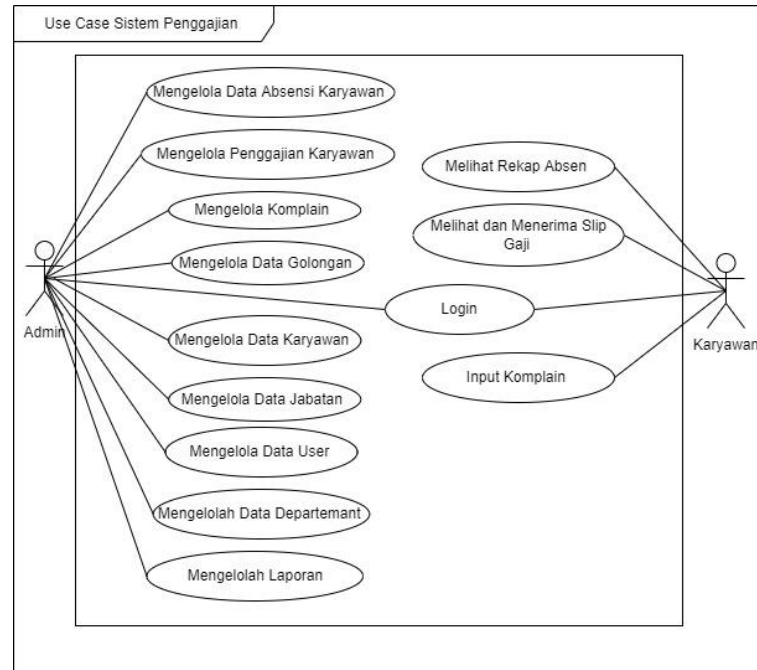 Use Case Sistem Penggajian
Mengelola Data Absensi Karyawan
Mengelola Penggajian Karyawan
Mengelola Komplain
Mengelola Data Golongan
Mengelola Data Karyawan
Mengelola Data Jabatan
Mengelola Data User
Mengelolah Data Departemant
Mengelolah Laporan
Admin
Melihat Rekap Absen
Melihat dan Menerima Slip
Gaji
Login
Input Komplain
Karyawan